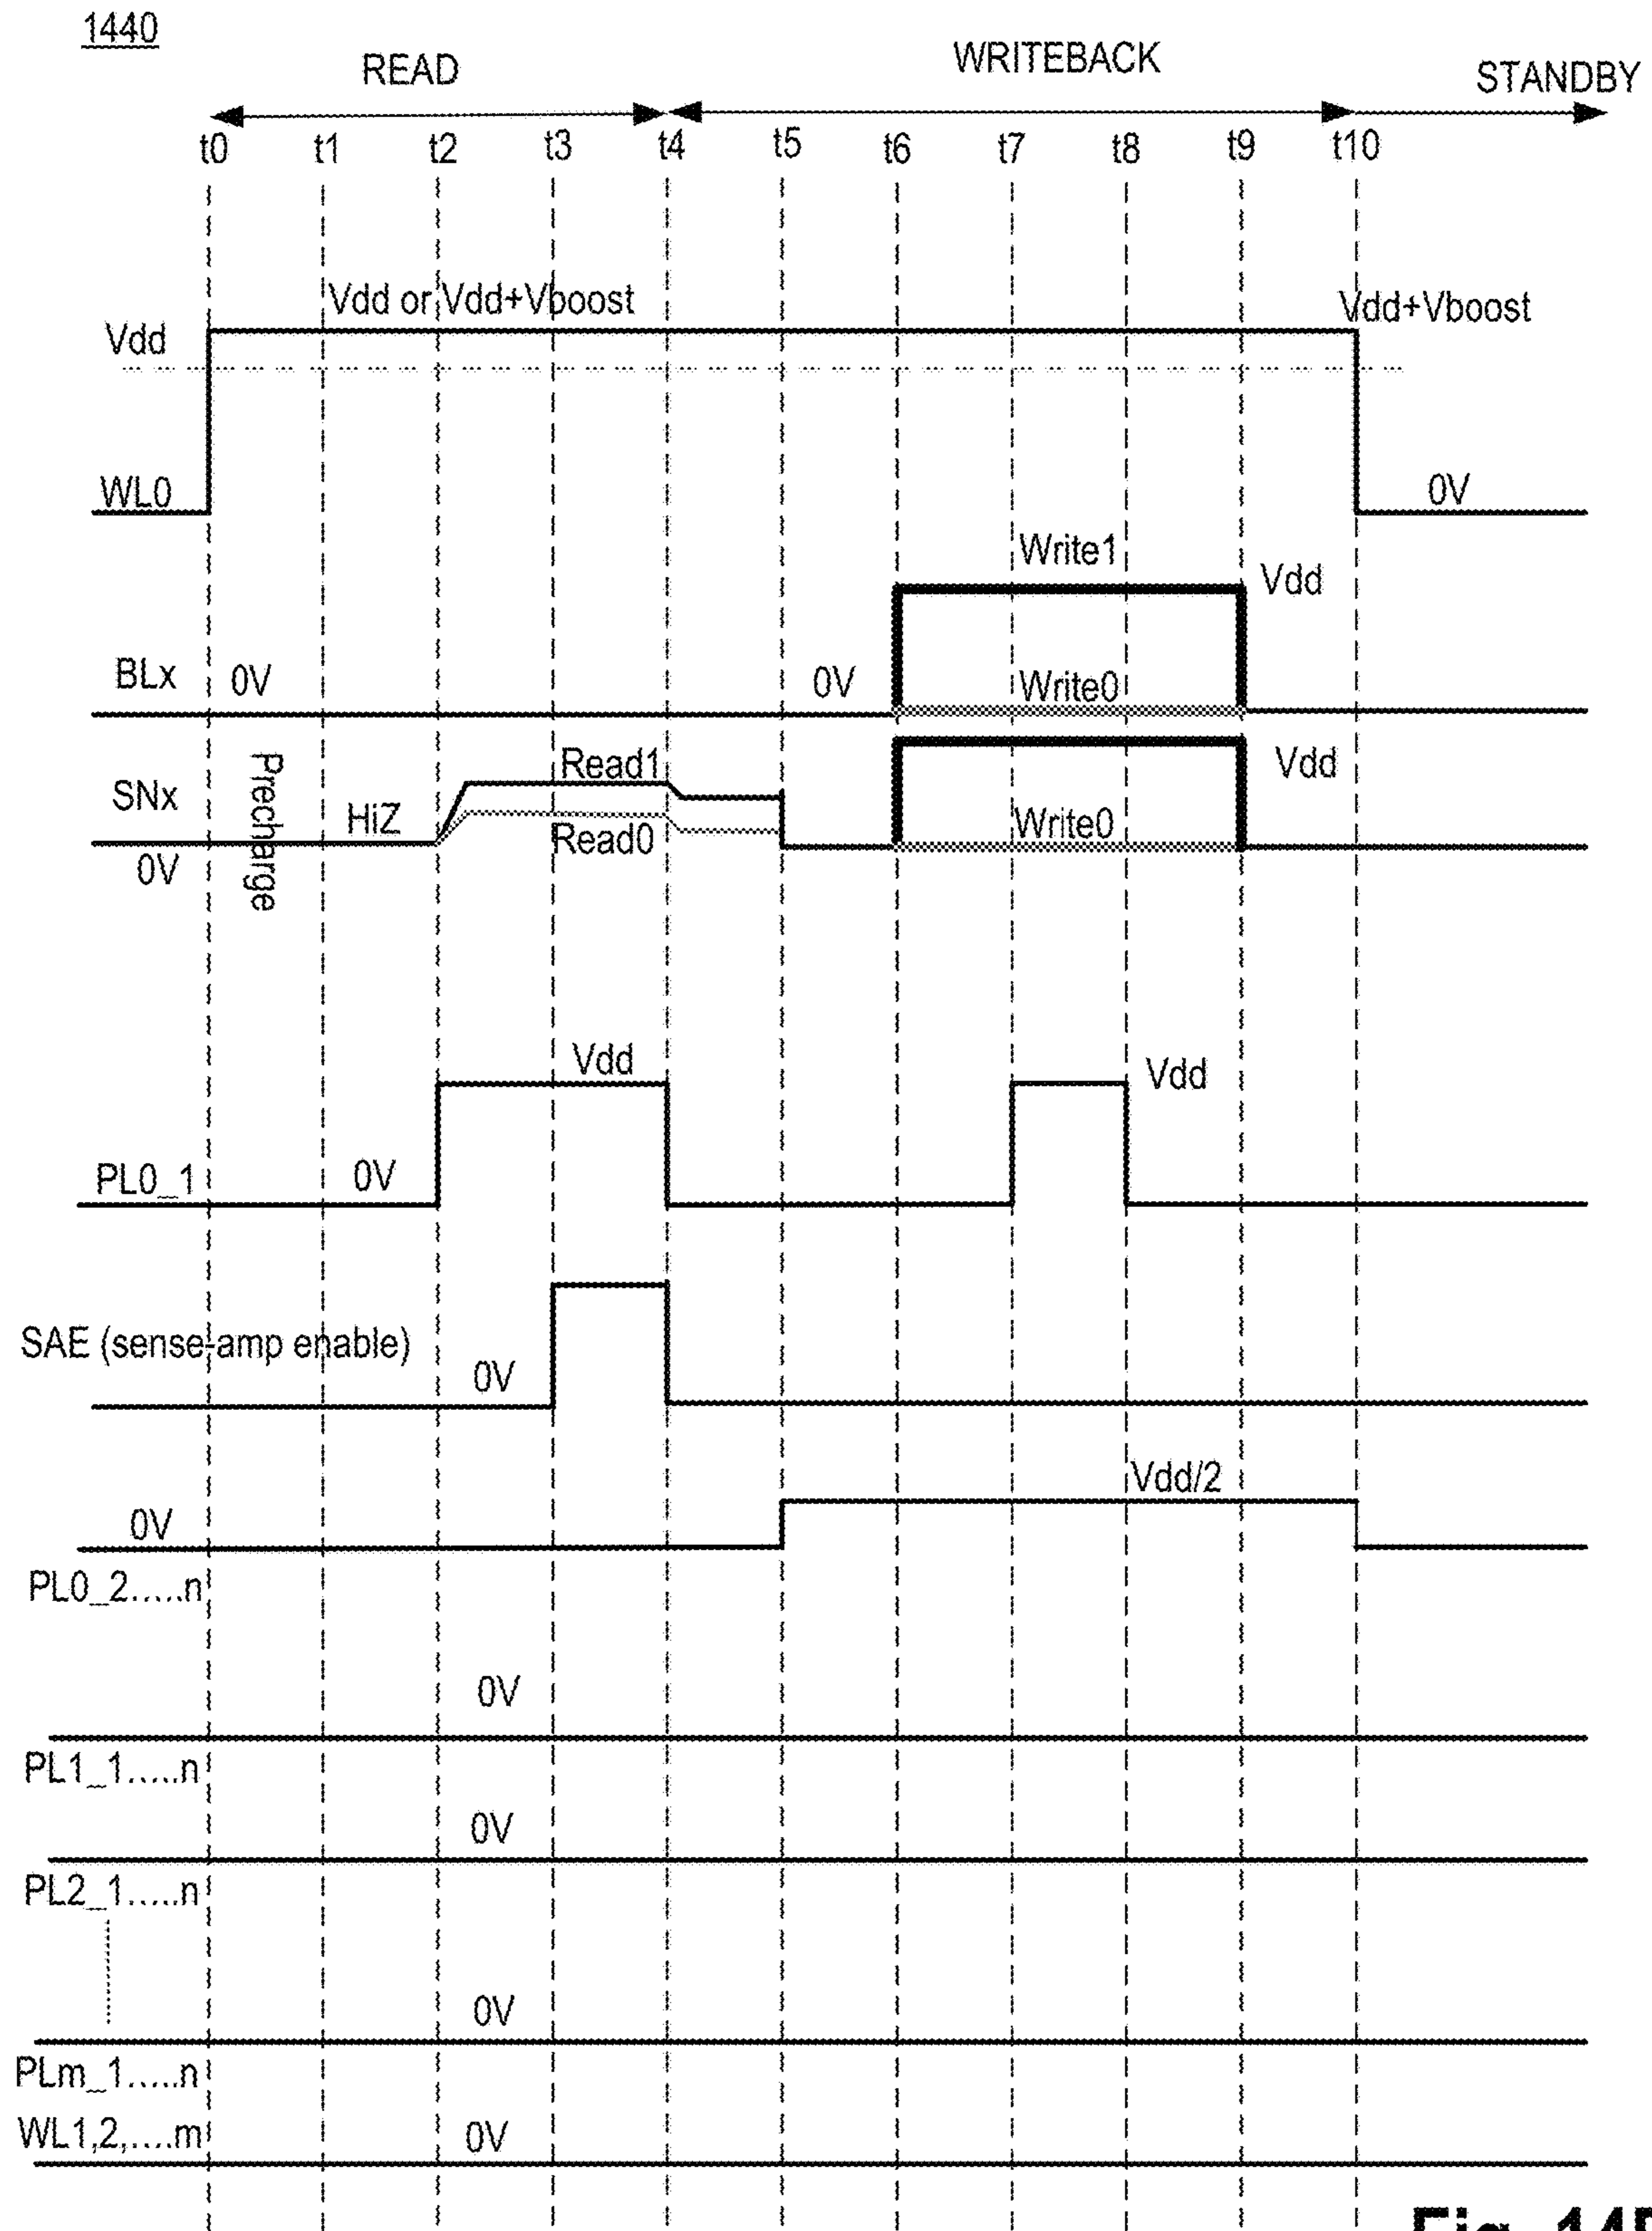 1440
READ
WRITEBACK
STANDBY
t0 t1 t2 t3 t4 t5 t6 t7 t8 t9 t10
Vdd or Vdd+Vboost
Vdd+Vboost
Vdd
WL0
0V
Write1
Vdd
BLx
0V
0V
Write0
Precharge
Read1
Vdd
SNx
HiZ
Read0
Write0
0V
Vdd
Vdd
PL0_1
0V
SAE (sense-amp enable)
0V
Vdd/2
0V
PL0_2.....n
0V
PL1_1.....n
0V
PL2_1.....n
0V
PLm_1.....n
WL1,2,....m
0V